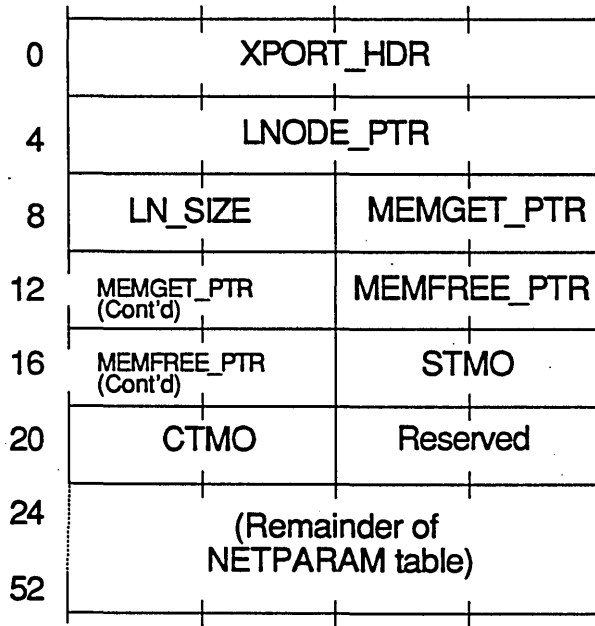 0 XPORT_HDR
4 LNODE_PTR
8 LN_SIZE MEMGET_PTR
12 MEMGET_PTR (Cont'd) MEMFREE_PTR
16 MEMFREE_PTR (Cont'd) STMO
20 CTMO Reserved
24 (Remainder of
NETPARAM table)
52